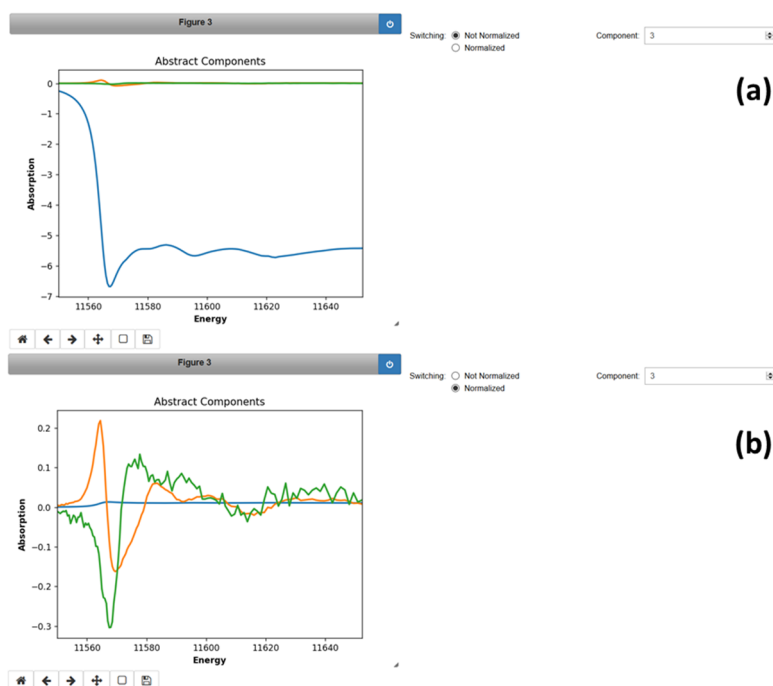 Figure 3
Switching: Not Normalized
Normalized
Component: 3
(a)
Abstract Components
0
−1
−2
−3
−4
−5
−6
−7
Absorption
11560 11580 11600 11620 11640
Energy
Figure 3
Switching: Not Normalized
Normalized
Component: 3
(b)
Abstract Components
0.2
0.1
0.0
−0.1
−0.2
−0.3
Absorption
11560 11580 11600 11620 11640
Energy